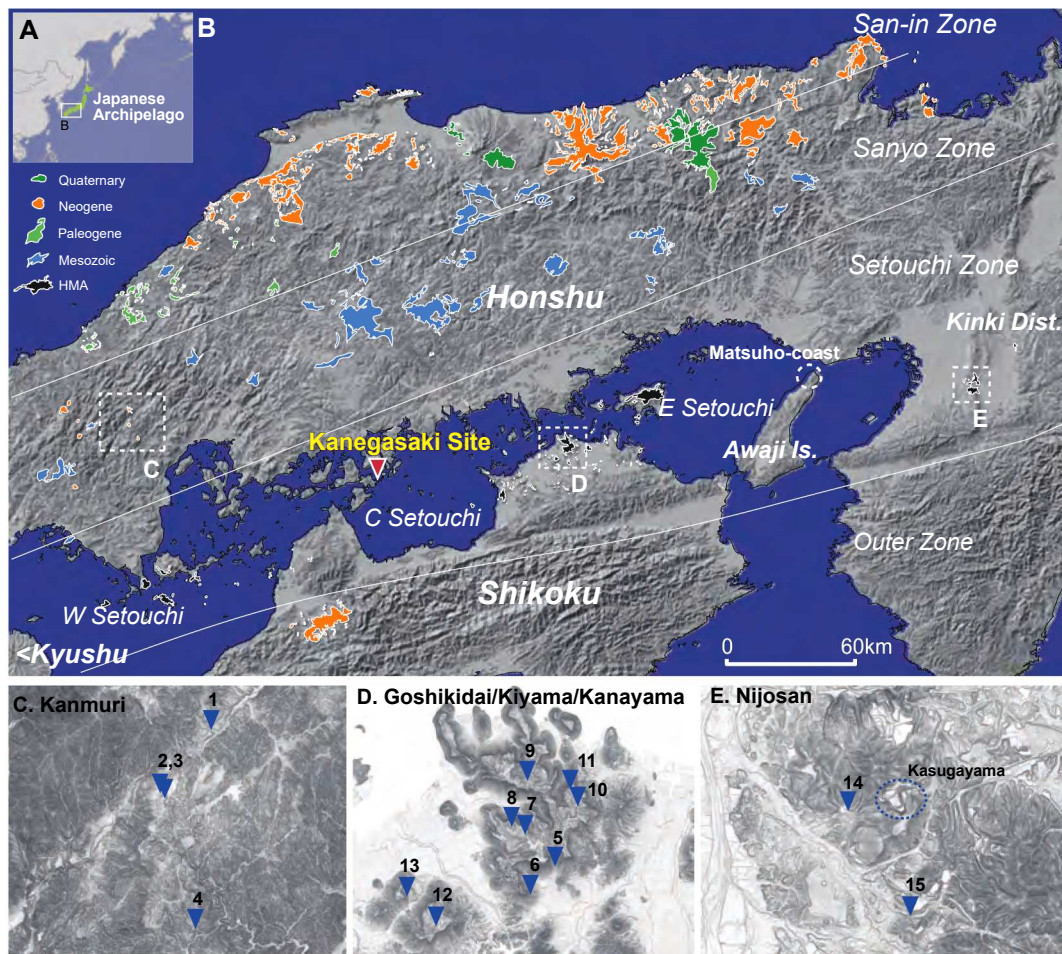 A
B
Japanese
Archipelago
B
Quaternary
Neogene
Paleogene
Mesozoic
HMA
San-in Zone
Sanyo Zone
Setouchi Zone
Honshu
Kinki Dist.
Matsuho-coast
E Setouchi
E
Kanegasaki Site
C
Awaji Is.
D
C Setouchi
Outer Zone
Shikoku
W Setouchi
<Kyushu
0 60km
C. Kanmuri
1
2,3
4
D. Goshikidai/Kiyama/Kanayama
9
11
10
8
7
5
6
13
12
E. Nijosan
Kasugayama
14
15